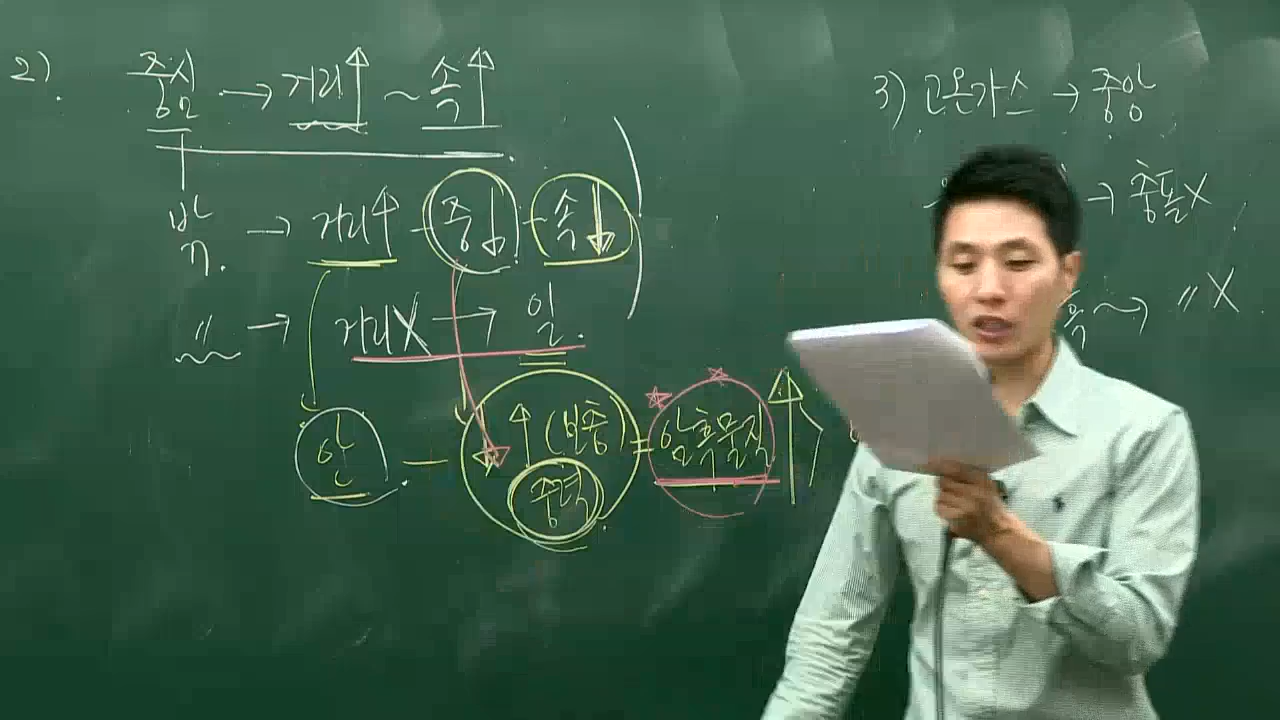 2) 중심 → 거리↑ ~ 속↑
밖 → 거리↑ - 중↓ - 속↓
〃 → 거리X → 일.
안 — ↑ (보충) = 암흑물질 ↑
중력
3) 고온가스 → 중앙
→ 충돌X
→ 〃 X